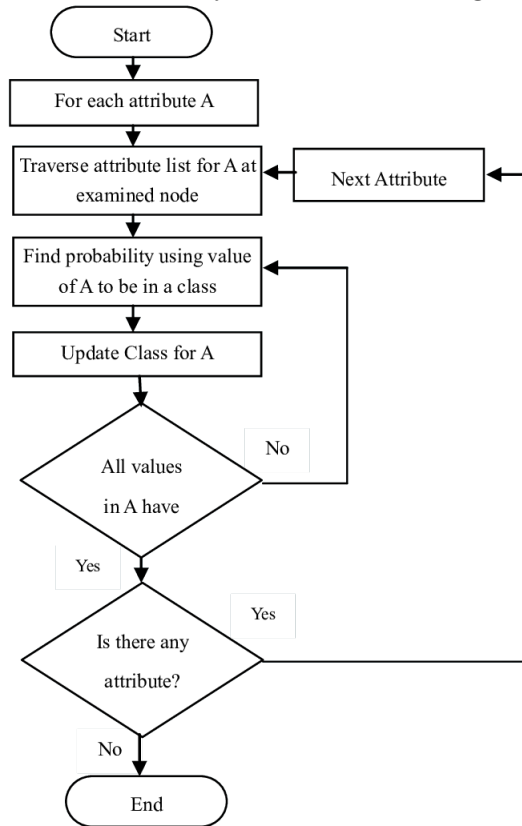 Start
For each attribute A
Traverse attribute list for A at
examined node
Next Attribute
Find probability using value
of A to be in a class
Update Class for A
No
All values
in A have
Yes
Yes
Is there any
attribute?
No
End